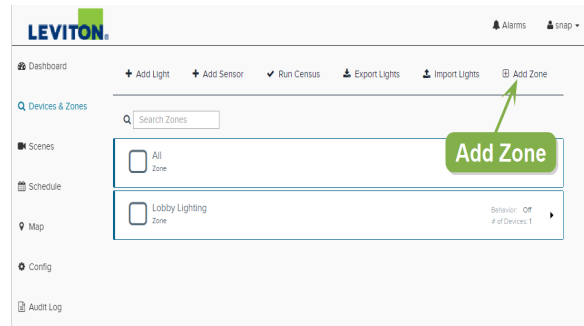 LEVITON.
Alarms snap
Dashboard
Add Light Add Sensor Run Census Export Lights Import Lights Add Zone
Devices & Zones
Search Zones
Add Zone
All
Zone
Scenes
Schedule
Lobby Lighting
Zone
Behavior: Off
# of Devices: 1
Map
Config
Audit Log